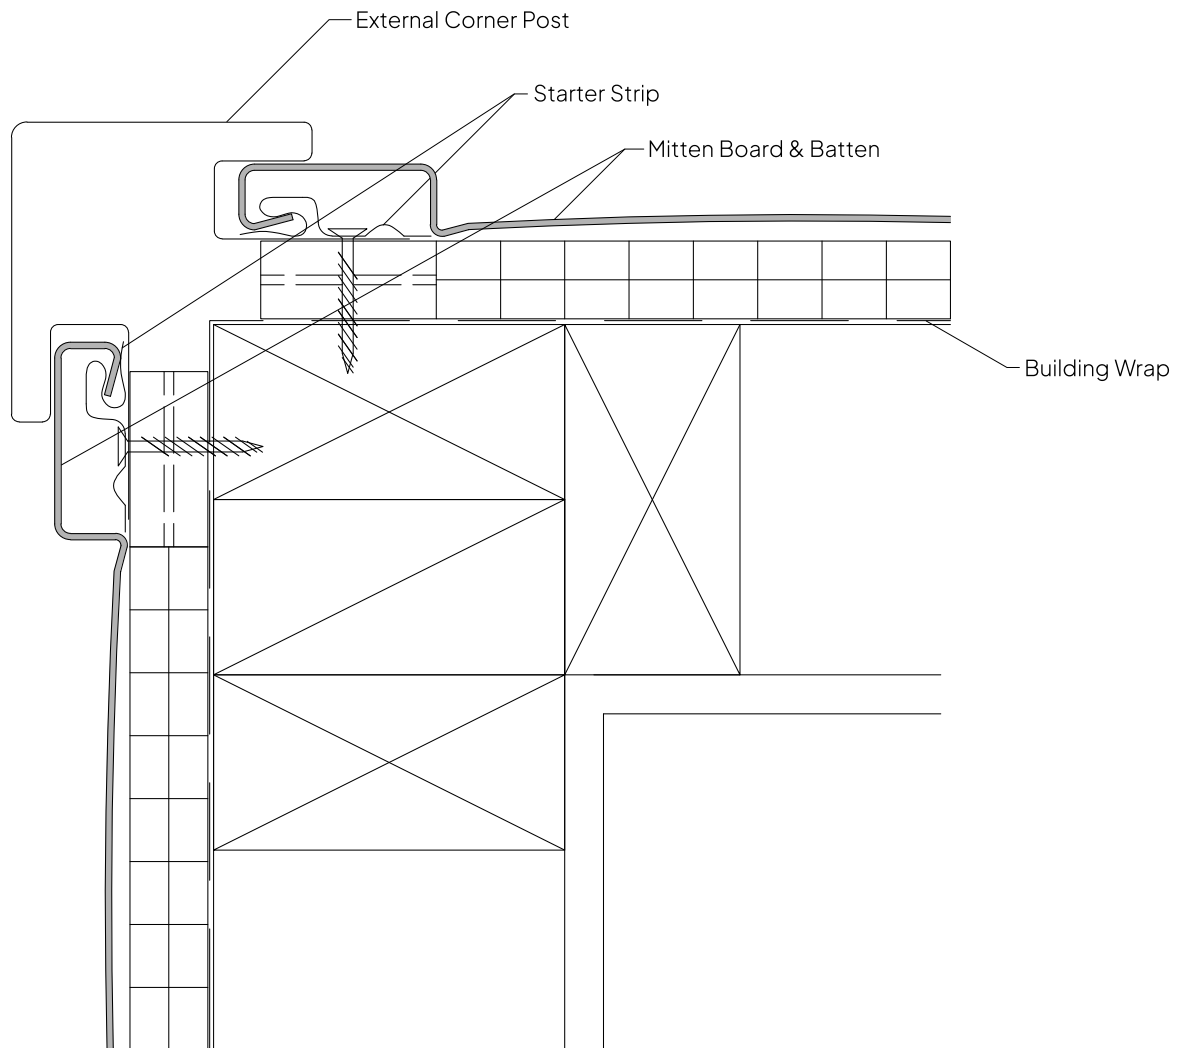 External Corner Post
Starter Strip
Mitten Board & Batten
Building Wrap